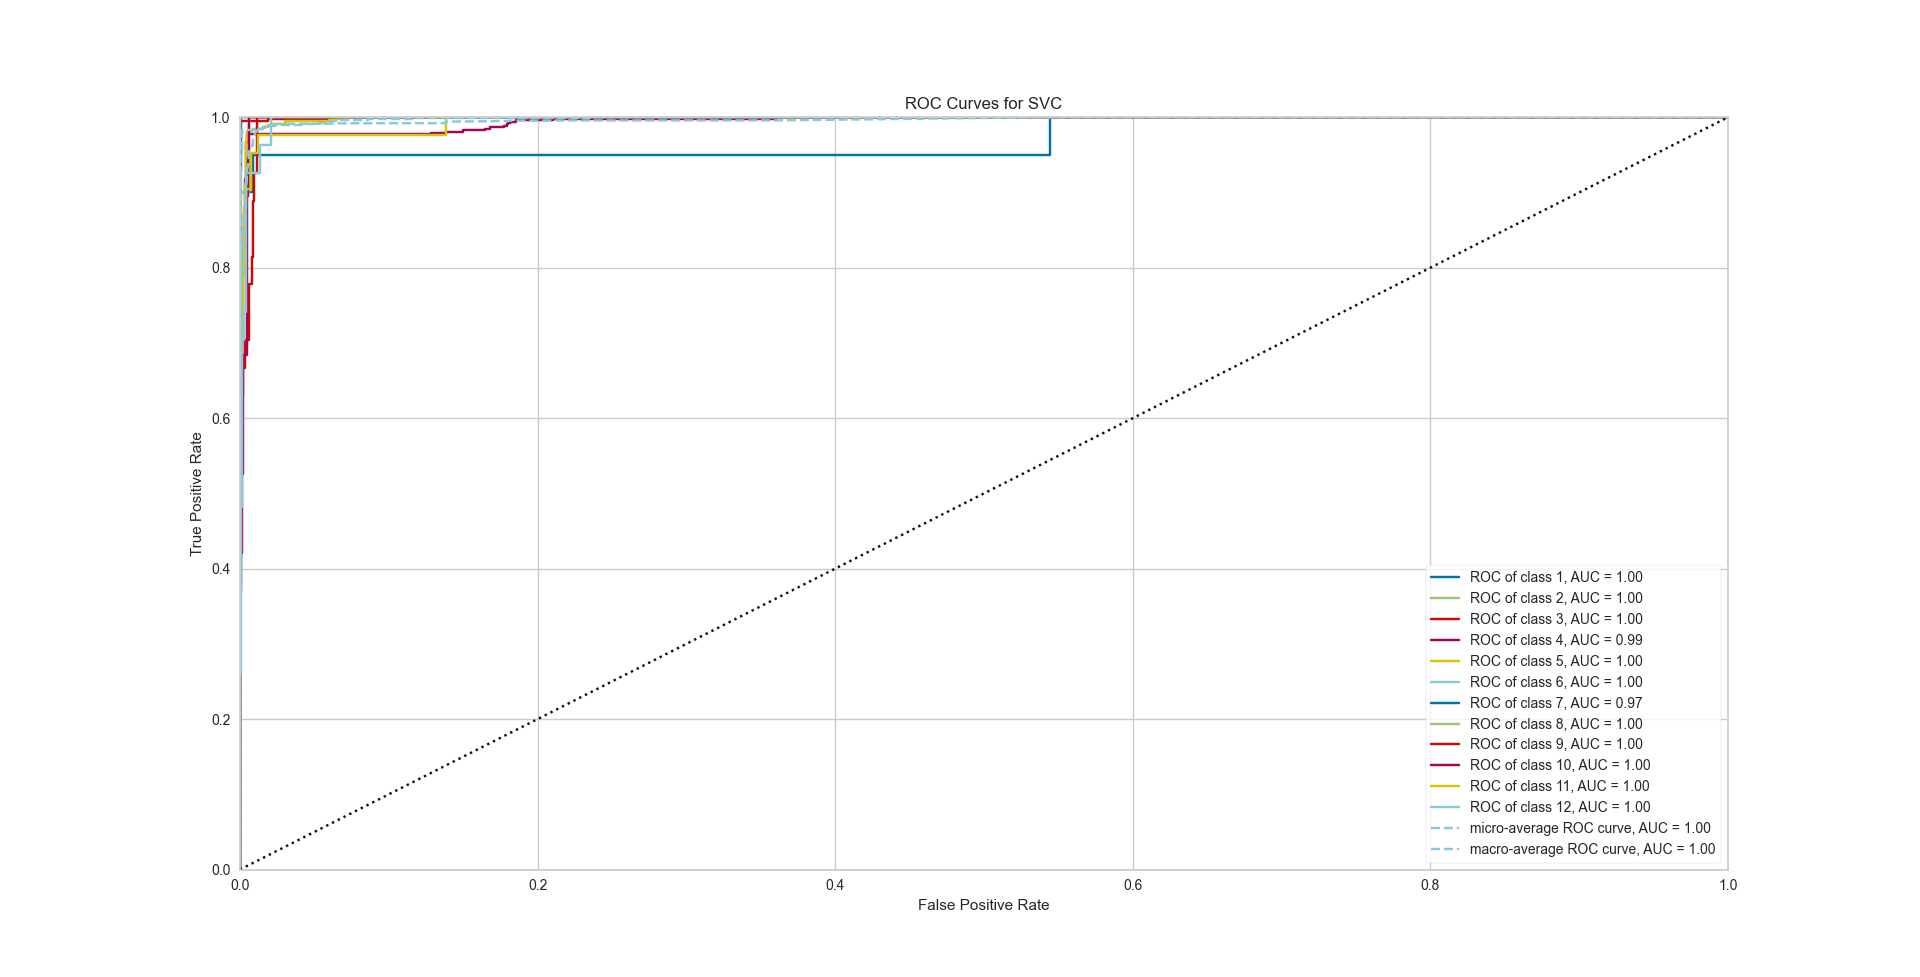 ROC Curves for SVC
1.0
0.8
0.6
0.4
0.2
0.0
True Positive Rate
0.0 0.2 0.4 0.6 0.8 1.0
False Positive Rate
ROC of class 1, AUC = 1.00
ROC of class 2, AUC = 1.00
ROC of class 3, AUC = 1.00
ROC of class 4, AUC = 0.99
ROC of class 5, AUC = 1.00
ROC of class 6, AUC = 1.00
ROC of class 7, AUC = 0.97
ROC of class 8, AUC = 1.00
ROC of class 9, AUC = 1.00
ROC of class 10, AUC = 1.00
ROC of class 11, AUC = 1.00
ROC of class 12, AUC = 1.00
micro-average ROC curve, AUC = 1.00
macro-average ROC curve, AUC = 1.00